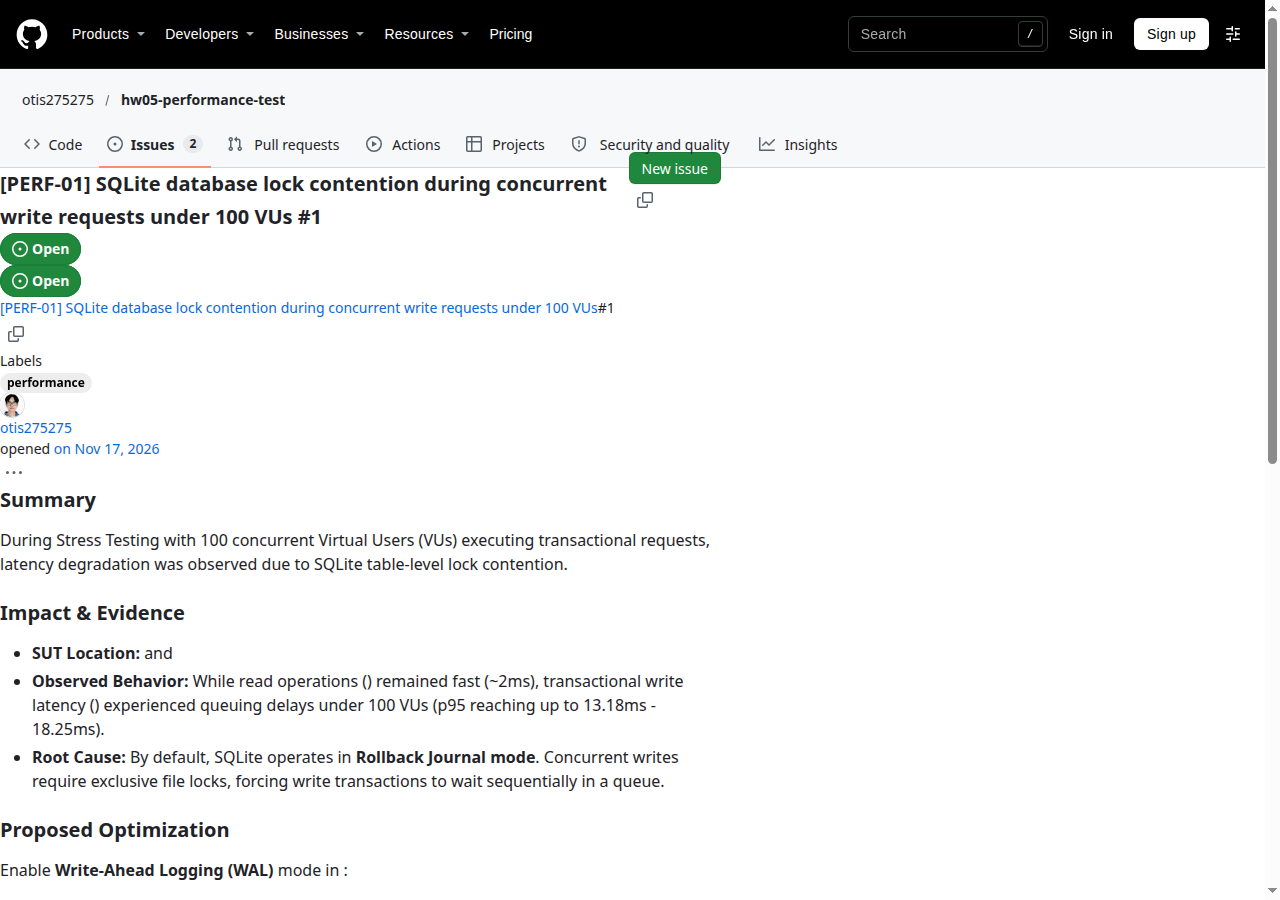 Products Developers Businesses Resources Pricing Search / Sign in Sign up
otis275275 / hw05-performance-test
Code Issues 2 Pull requests Actions Projects Security and quality Insights
New issue
[PERF-01] SQLite database lock contention during concurrent
write requests under 100 VUs #1
Open
Open
[PERF-01] SQLite database lock contention during concurrent write requests under 100 VUs#1
Labels
performance
otis275275
opened on Nov 17, 2026
Summary
During Stress Testing with 100 concurrent Virtual Users (VUs) executing transactional requests,
latency degradation was observed due to SQLite table-level lock contention.
Impact & Evidence
• SUT Location: and
• Observed Behavior: While read operations () remained fast (~2ms), transactional write
latency () experienced queuing delays under 100 VUs (p95 reaching up to 13.18ms -
18.25ms).
• Root Cause: By default, SQLite operates in Rollback Journal mode. Concurrent writes
require exclusive file locks, forcing write transactions to wait sequentially in a queue.
Proposed Optimization
Enable Write-Ahead Logging (WAL) mode in :